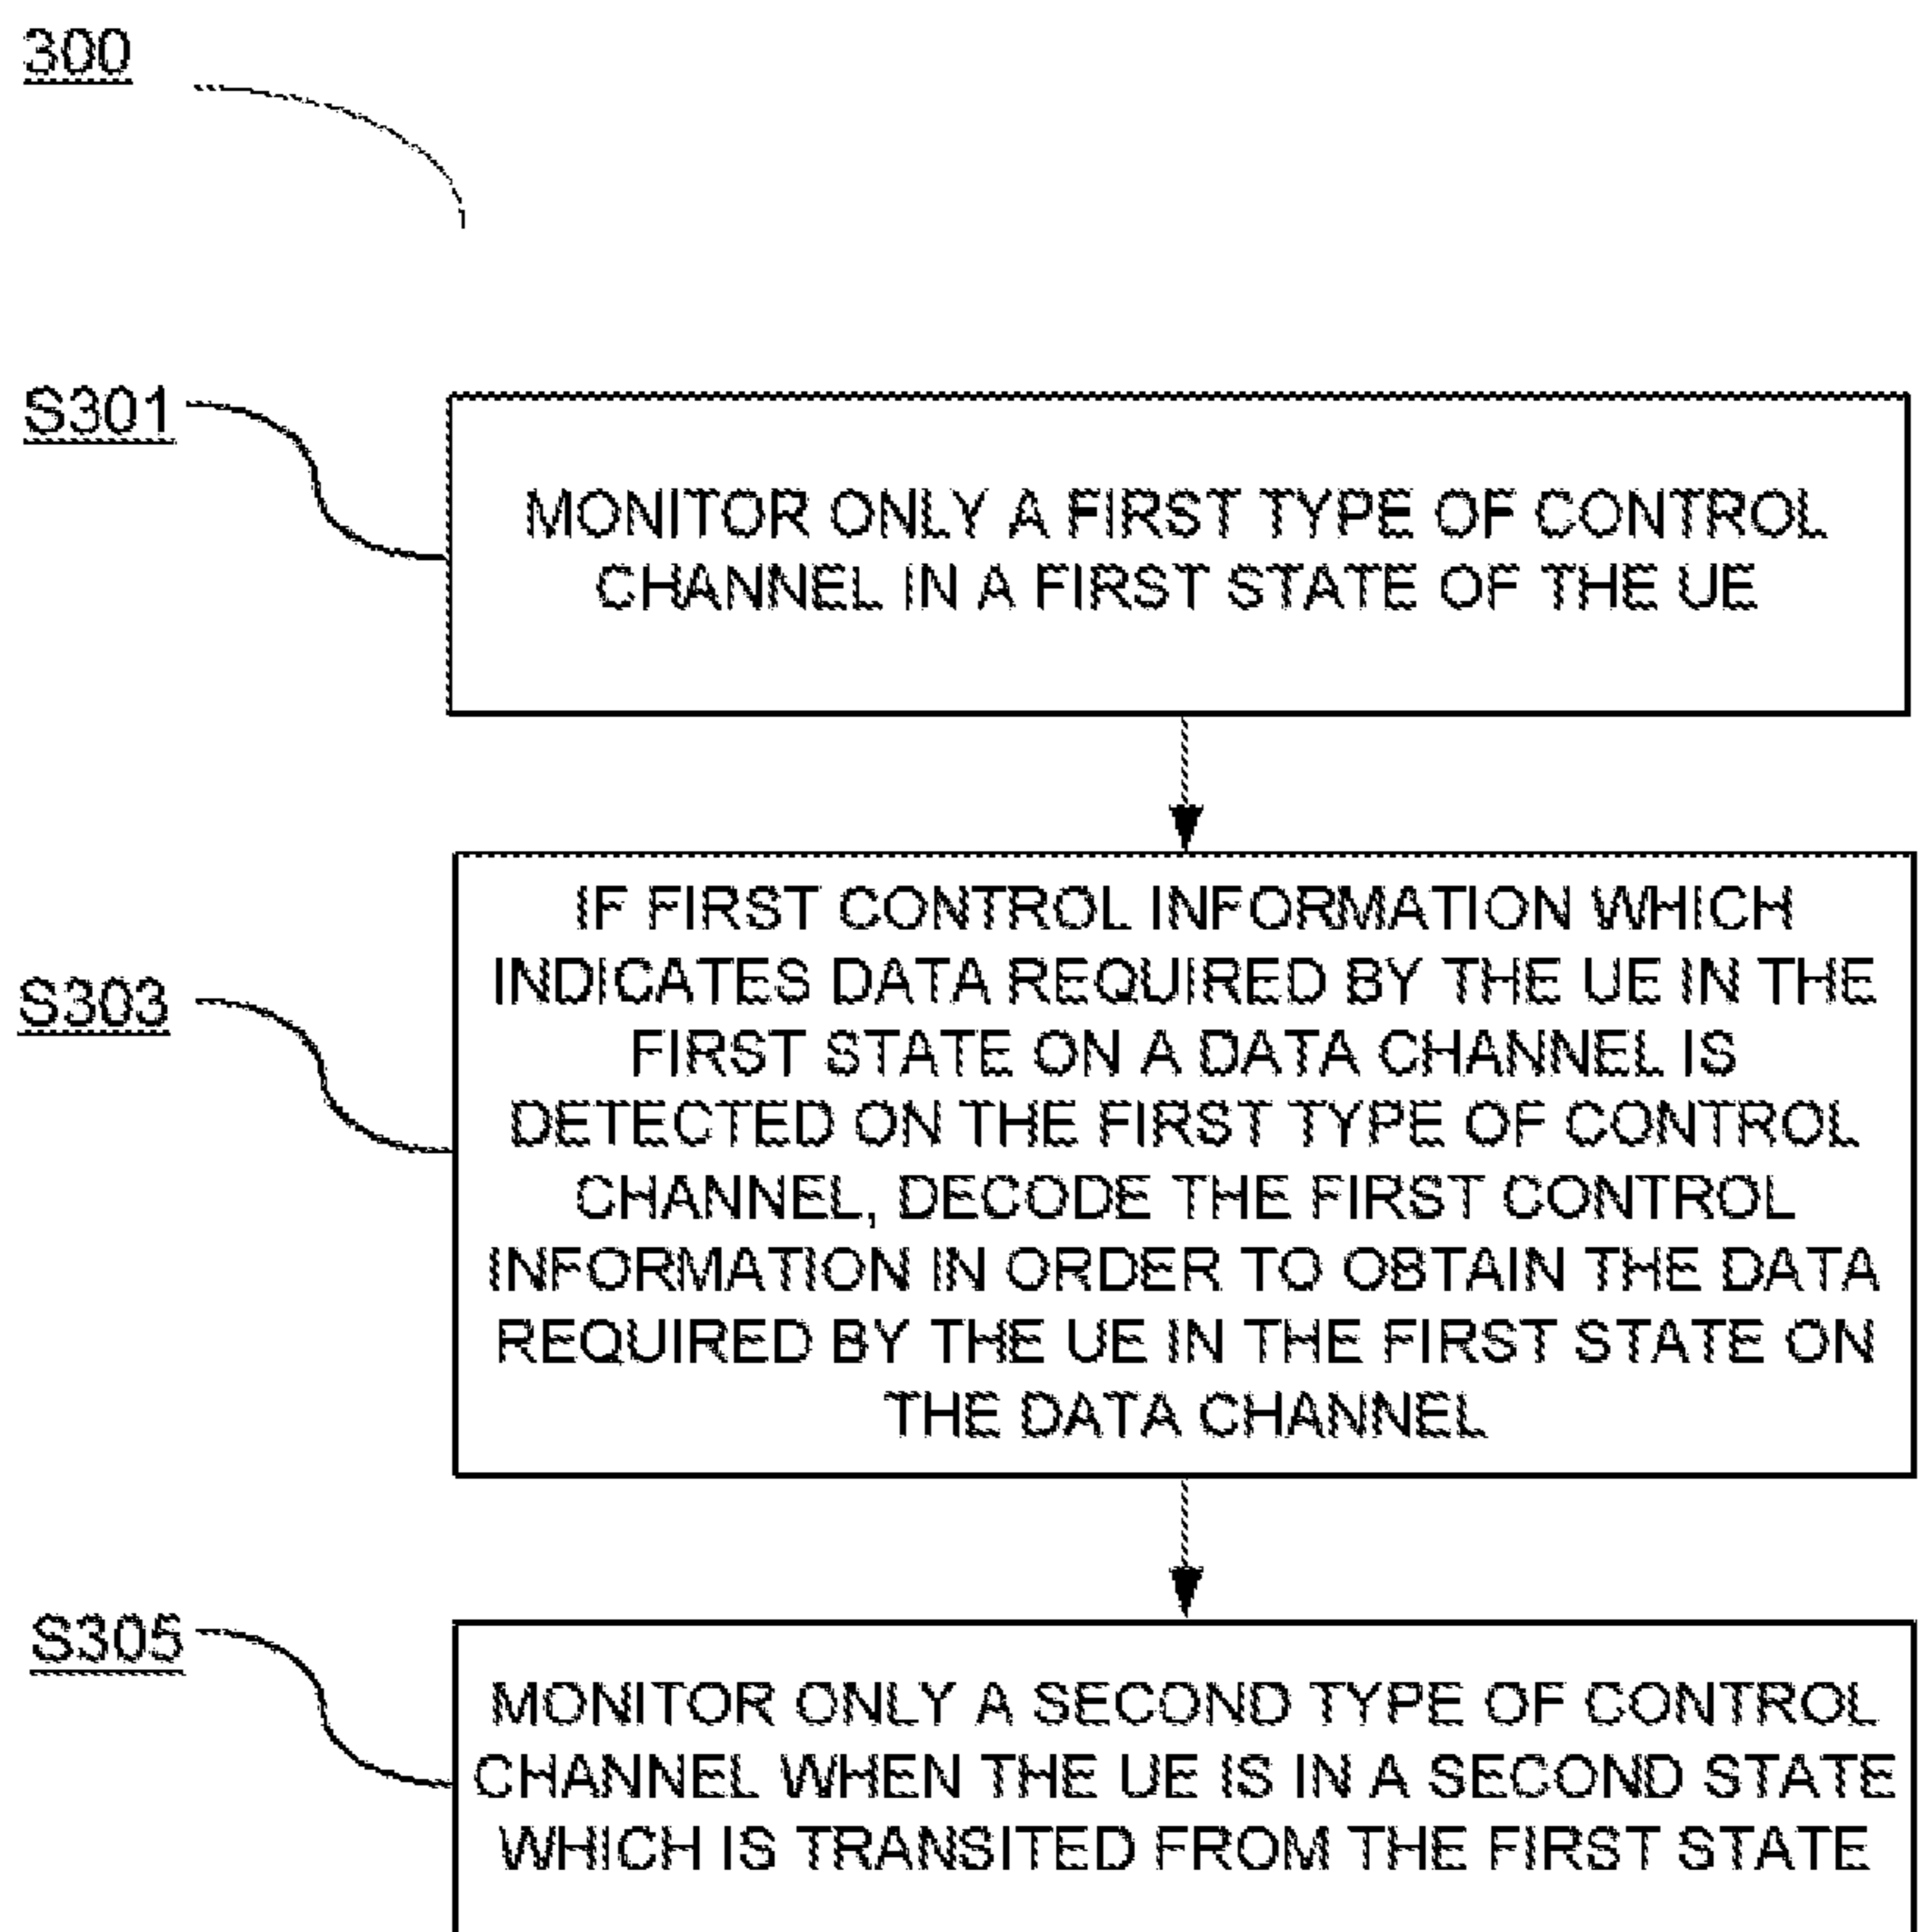 300
S301
MONITOR ONLY A FIRST TYPE OF CONTROL
CHANNEL IN A FIRST STATE OF THE UE
S303
IF FIRST CONTROL INFORMATION WHICH
INDICATES DATA REQUIRED BY THE UE IN THE
FIRST STATE ON A DATA CHANNEL IS
DETECTED ON THE FIRST TYPE OF CONTROL
CHANNEL, DECODE THE FIRST CONTROL
INFORMATION IN ORDER TO OBTAIN THE DATA
REQUIRED BY THE UE IN THE FIRST STATE ON
THE DATA CHANNEL
S305
MONITOR ONLY A SECOND TYPE OF CONTROL
CHANNEL WHEN THE UE IS IN A SECOND STATE
WHICH IS TRANSITED FROM THE FIRST STATE